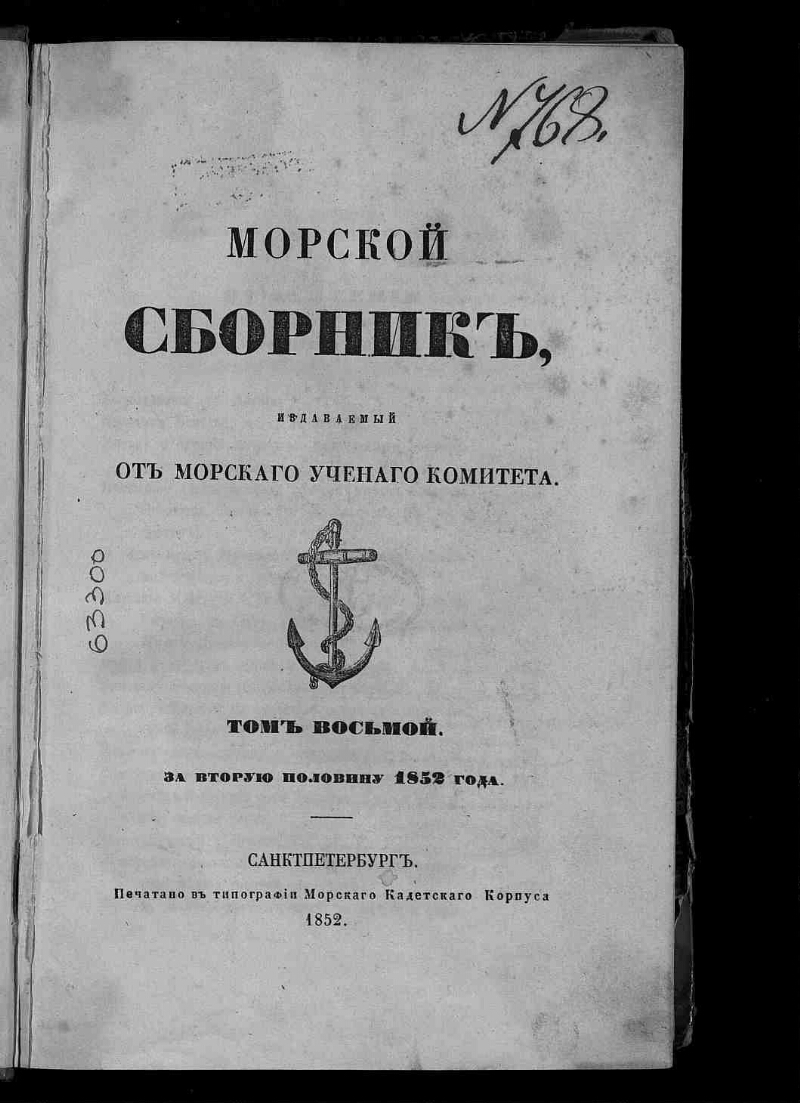 N 768.
МОРСКОЙ
СБОРНИКЪ,
ИЗДАВАЕМЫЙ
ОТЪ МОРСКАГО УЧЕНАГО КОМИТЕТА.
63300
ТОМЪ ВОСЬМОЙ.
ЗА ВТОРУЮ ПОЛОВИНУ 1852 ГОДА.
САНКТПЕТЕРБУРГЪ.
Печатано въ типографіи Морскаго Кадетскаго Корпуса
1852.